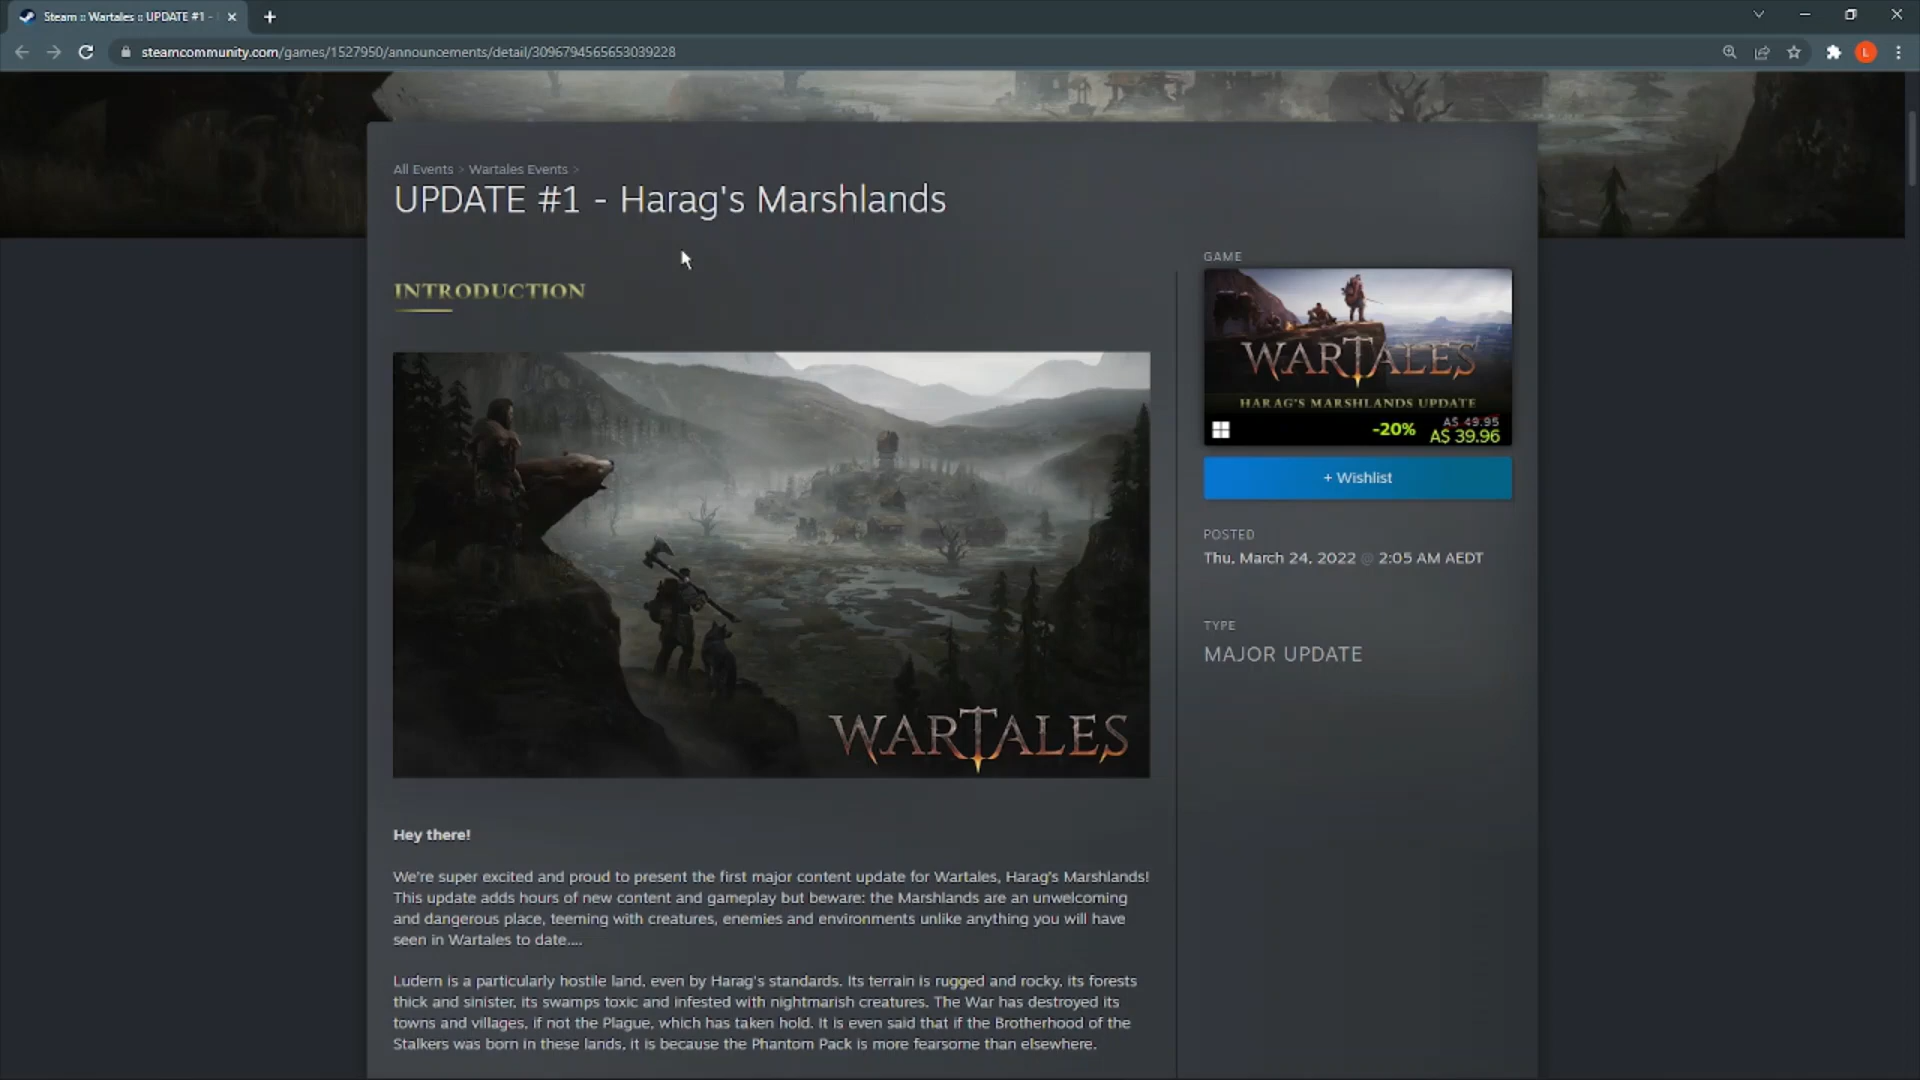 Steam :: Wartales :: UPDATE #1 -
steamcommunity.com/games/1527950/announcements/detail/3096794565653039228
L
All Events > Wartales Events >
UPDATE #1 - Harag's Marshlands
INTRODUCTION
WARTALES
Hey there!
We're super excited and proud to present the first major content update for Wartales, Harag's Marshlands!
This update adds hours of new content and gameplay but beware: the Marshlands are an unwelcoming
and dangerous place, teeming with creatures, enemies and environments unlike anything you will have
seen in Wartales to date....
Ludern is a particularly hostile land, even by Harag's standards. Its terrain is rugged and rocky, its forests
thick and sinister, its swamps toxic and infested with nightmarish creatures. The War has destroyed its
towns and villages, if not the Plague, which has taken hold. It is even said that if the Brotherhood of the
Stalkers was born in these lands, it is because the Phantom Pack is more fearsome than elsewhere.
GAME
WARTALES
HARAG'S MARSHLANDS UPDATE
-20%
A$ 49.95
A$ 39.96
+ Wishlist
POSTED
Thu, March 24, 2022 @ 2:05 AM AEDT
TYPE
MAJOR UPDATE